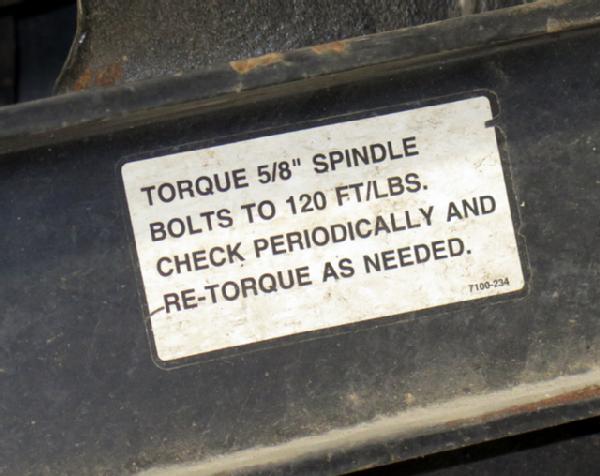 TORQUE 5/8" SPINDLE
BOLTS TO 120 FT/LBS.
CHECK PERIODICALLY AND
RE-TORQUE AS NEEDED.
7100-234